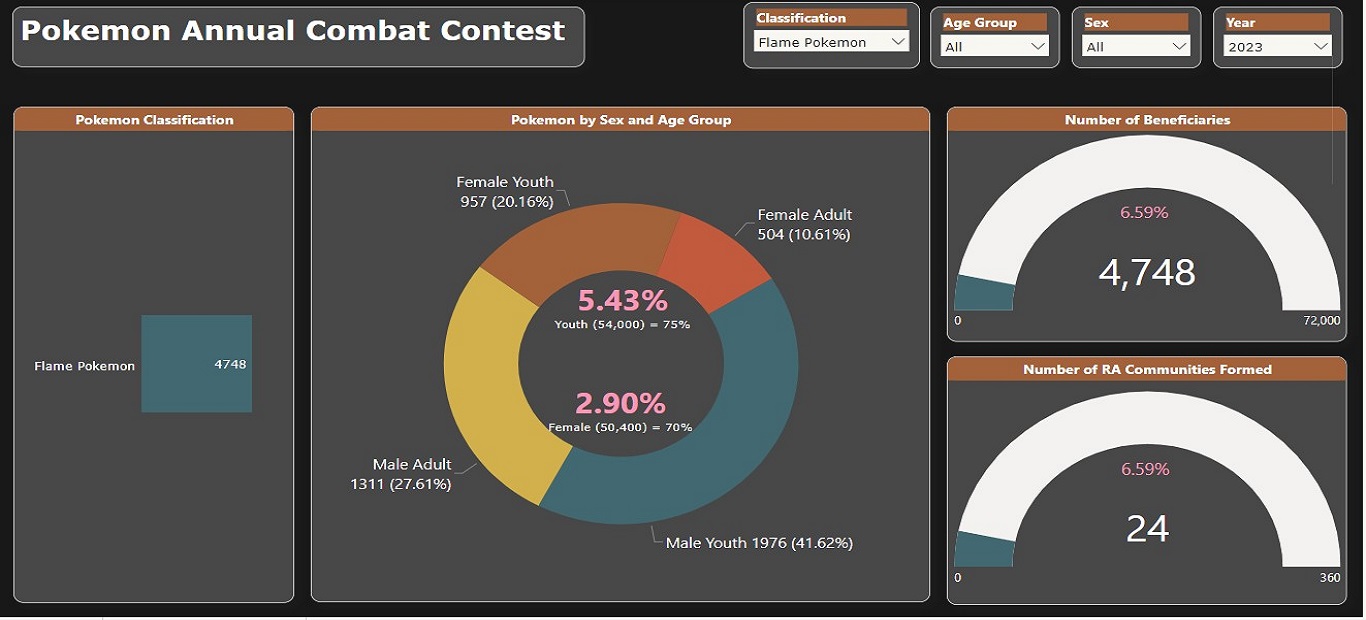 Pokemon Annual Combat Contest
Classification
Flame Pokemon
Age Group
All
Sex
All
Year
2023
Pokemon Classification
Flame Pokemon
4748
Pokemon by Sex and Age Group
Female Youth
957 (20.16%)
Female Adult
504 (10.61%)
5.43%
Youth (54,000) = 75%
2.90%
Female (50,400) = 70%
Male Adult
1311 (27.61%)
Male Youth 1976 (41.62%)
Number of Beneficiaries
6.59%
4,748
0
72,000
Number of RA Communities Formed
6.59%
24
0
360